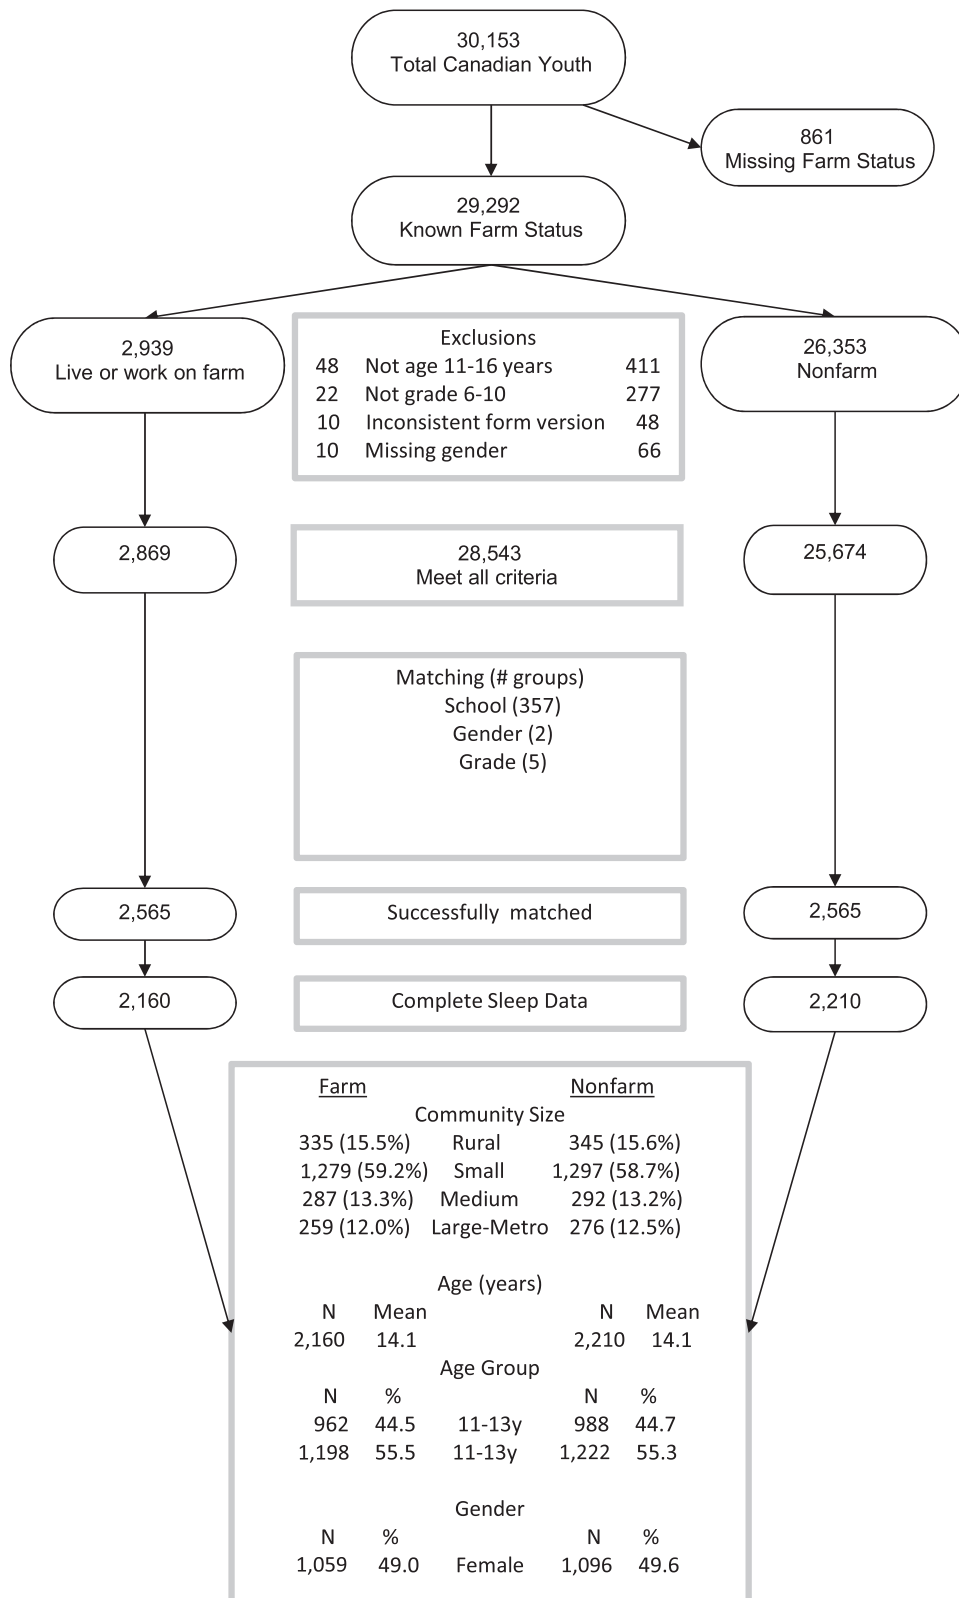 30,153
Total Canadian Youth
861
Missing Farm Status
29,292
Known Farm Status
2,939
Live or work on farm
Exclusions
48 Not age 11-16 years 411
22 Not grade 6-10 277
10 Inconsistent form version 48
10 Missing gender 66
26,353
Nonfarm
2,869
28,543
Meet all criteria
25,674
Matching (# groups)
School (357)
Gender (2)
Grade (5)
2,565
Successfully matched
2,565
2,160
Complete Sleep Data
2,210
Farm Nonfarm
Community Size
335 (15.5%) Rural 345 (15.6%)
1,279 (59.2%) Small 1,297 (58.7%)
287 (13.3%) Medium 292 (13.2%)
259 (12.0%) Large-Metro 276 (12.5%)
Age (years)
N Mean N Mean
2,160 14.1 2,210 14.1
Age Group
N % N %
962 44.5 11-13y 988 44.7
1,198 55.5 11-13y 1,222 55.3
Gender
N % N %
1,059 49.0 Female 1,096 49.6